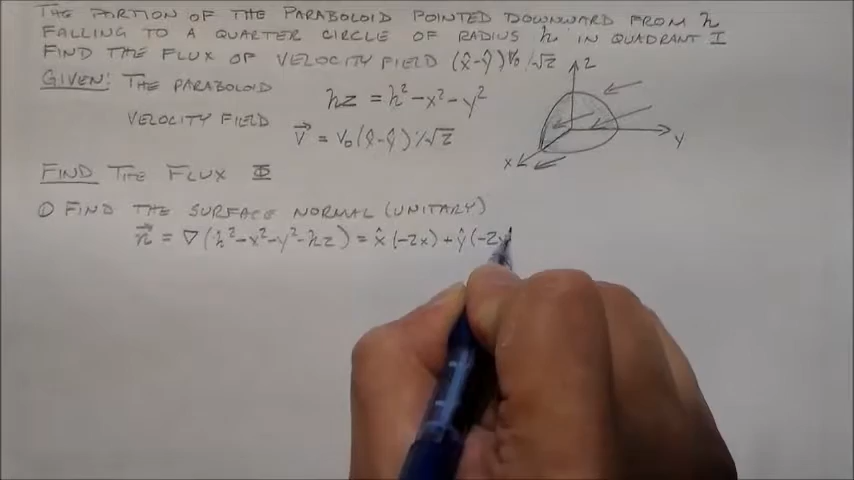 THE PORTION OF THE PARABOLOID POINTED DOWNWARD FROM h
FALLING TO A QUARTER CIRCLE OF RADIUS h IN QUADRANT I
FIND THE FLUX OF VELOCITY FIELD (x̂-ŷ)V₀/√2
GIVEN: THE PARABOLOID hz = h²-x²-y²
VELOCITY FIELD V⃗ = V₀(x̂-ŷ)/√2
z
y
x
FIND THE FLUX Φ
① FIND THE SURFACE NORMAL (UNITARY)
n⃗ = ∇(h²-x²-y²-hz) = x̂(-2x)+ŷ(-2y